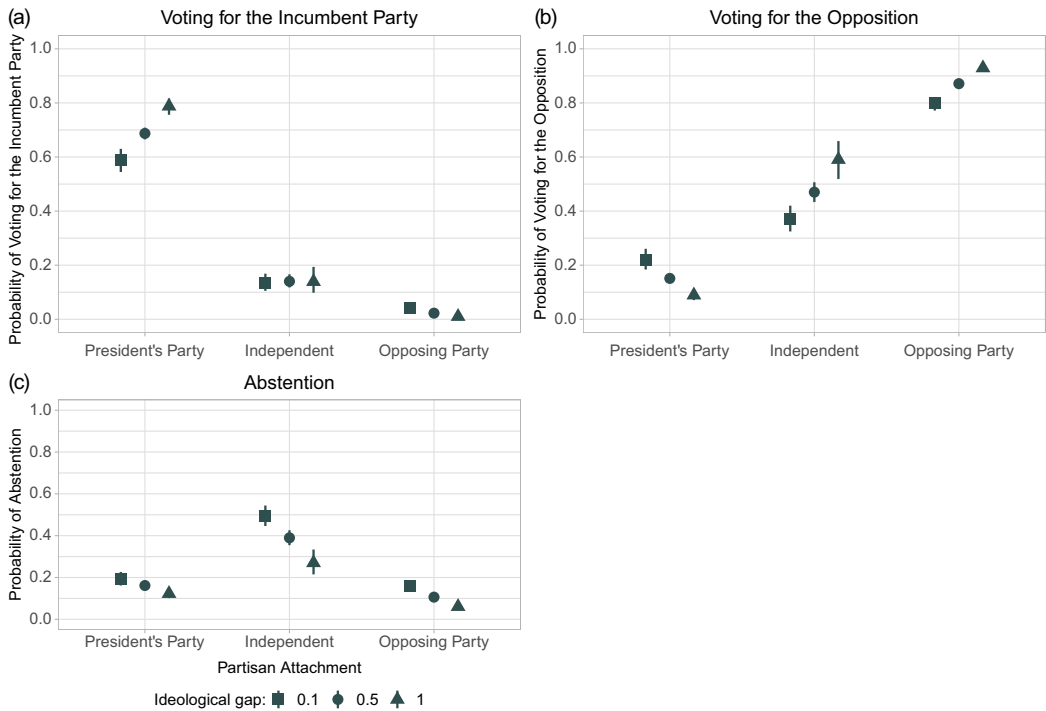 (a)
Voting for the Incumbent Party
Probability of Voting for the Incumbent Party
1.0
0.8
0.6
0.4
0.2
0.0
President's Party Independent Opposing Party
(b)
Voting for the Opposition
Probability of Voting for the Opposition
1.0
0.8
0.6
0.4
0.2
0.0
President's Party Independent Opposing Party
(c)
Abstention
Probability of Abstention
1.0
0.8
0.6
0.4
0.2
0.0
President's Party Independent Opposing Party
Partisan Attachment
Ideological gap: 0.1 0.5 1